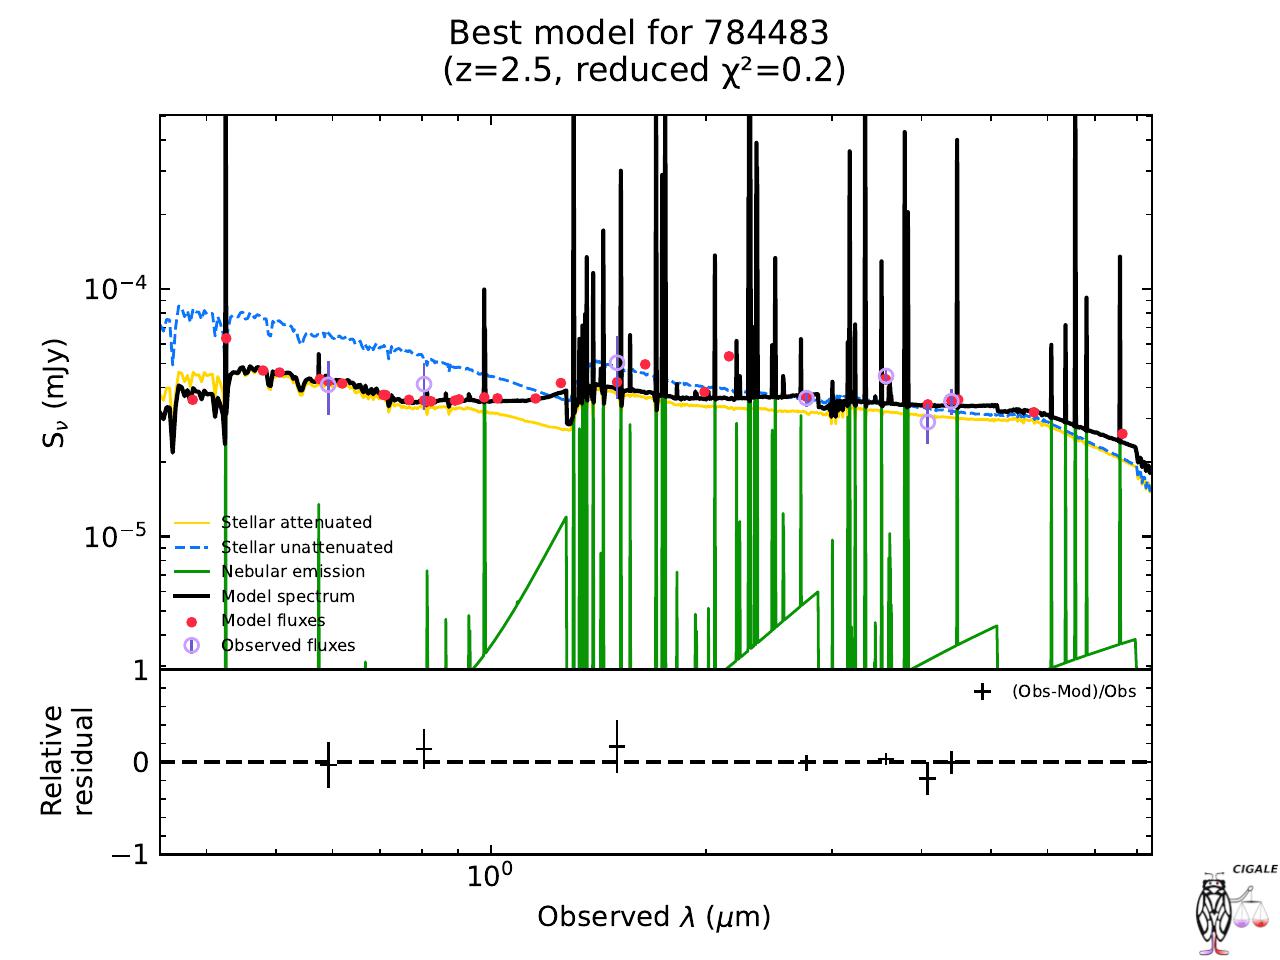 Best model for 784483
(z=2.5, reduced χ²=0.2)
S𝜈 (mJy)
10⁻⁴
10⁻⁵
Stellar attenuated
Stellar unattenuated
Nebular emission
Model spectrum
Model fluxes
Observed fluxes
1
(Obs-Mod)/Obs
Relative
residual
0
−1
10⁰
Observed λ (μm)
CIGALE